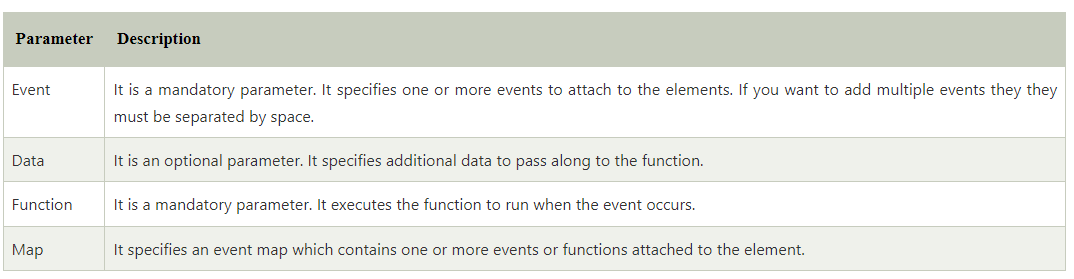 Parameter Description
Event It is a mandatory parameter. It specifies one or more events to attach to the elements. If you want to add multiple events they they
must be separated by space.
Data It is an optional parameter. It specifies additional data to pass along to the function.
Function It is a mandatory parameter. It executes the function to run when the event occurs.
Map It specifies an event map which contains one or more events or functions attached to the element.